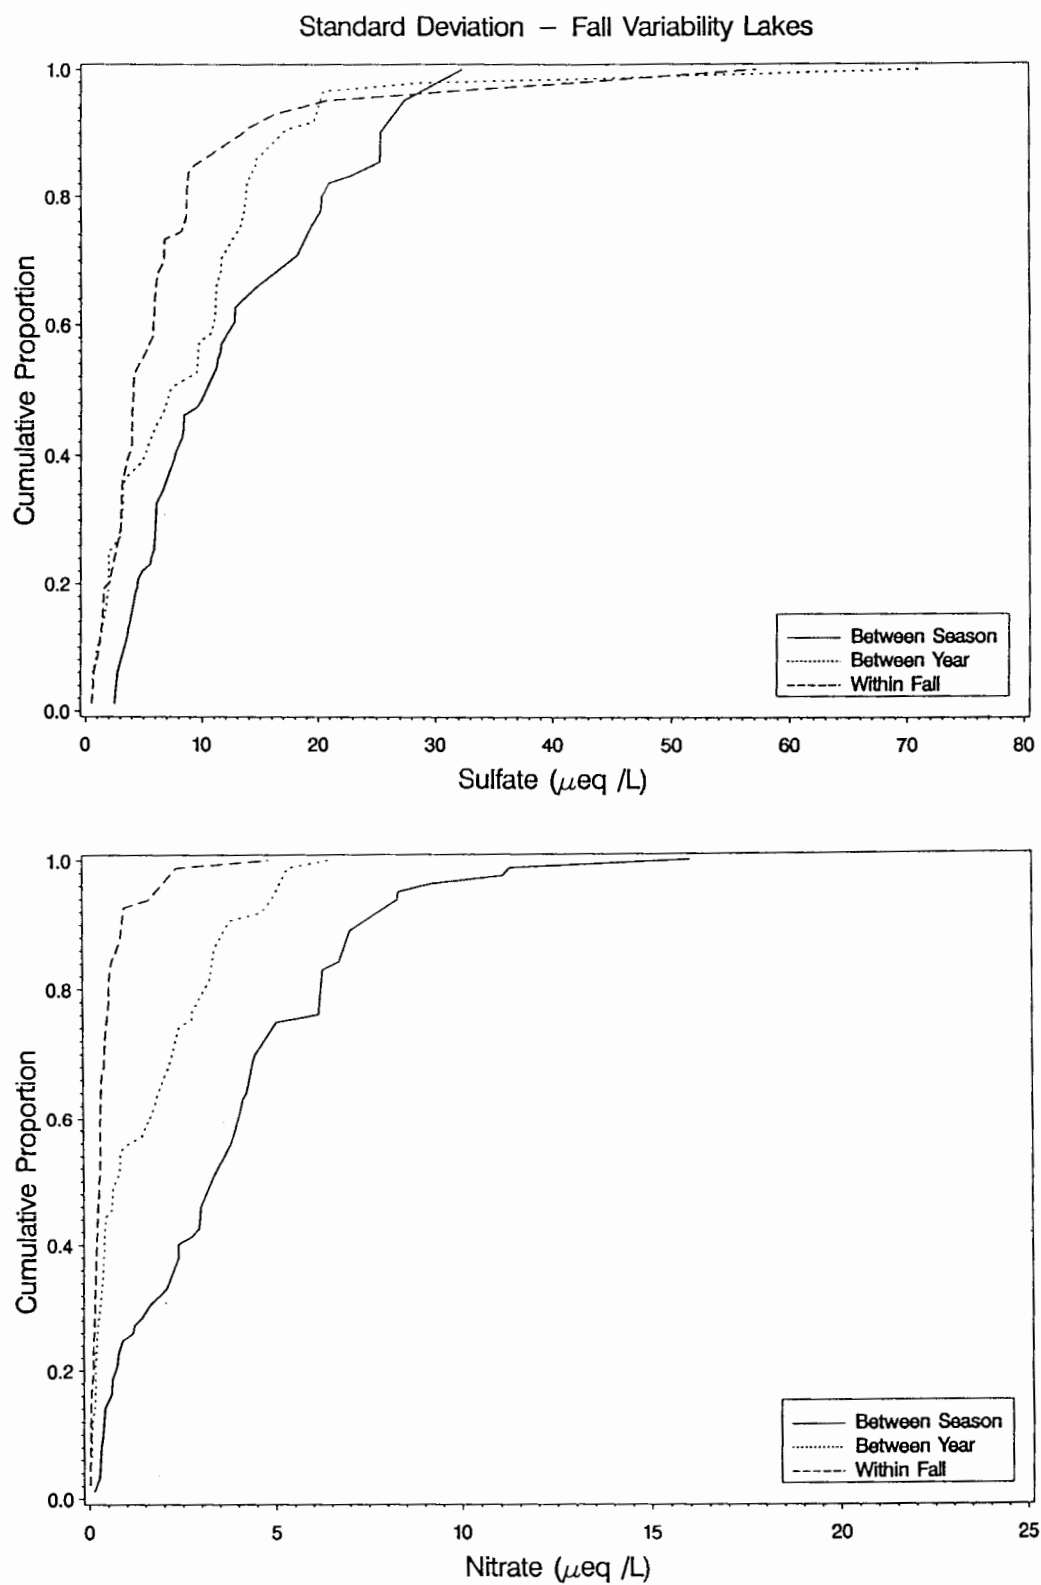 Standard Deviation — Fall Variability Lakes
1.0
0.8
0.6
0.4
0.2
0.0
Cumulative Proportion
Between Season
Between Year
Within Fall
0 10 20 30 40 50 60 70 80
Sulfate (μeq /L)
1.0
0.8
0.6
0.4
0.2
0.0
Cumulative Proportion
Between Season
Between Year
Within Fall
0 5 10 15 20 25
Nitrate (μeq /L)